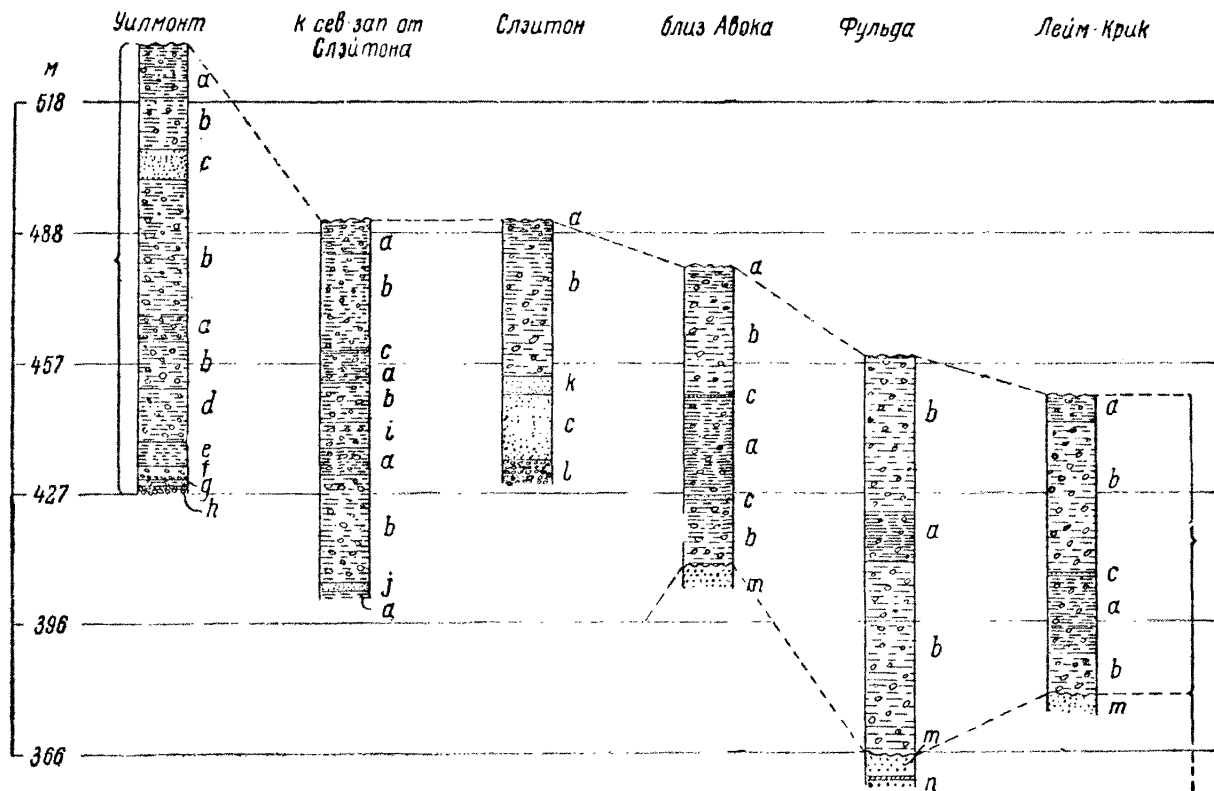 Уилмонт
к сев-зап от
Слэйтона
Слэйтон
близ Авока
Фульда
Лейм-Крик
м
518
488
457
427
396
366
a
b
c
b
a
b
d
e
f
g
h
a
b
c
a
b
i
a
b
j
a
a
b
k
c
l
a
b
c
a
c
b
m
b
a
b
m
n
a
b
c
a
b
m